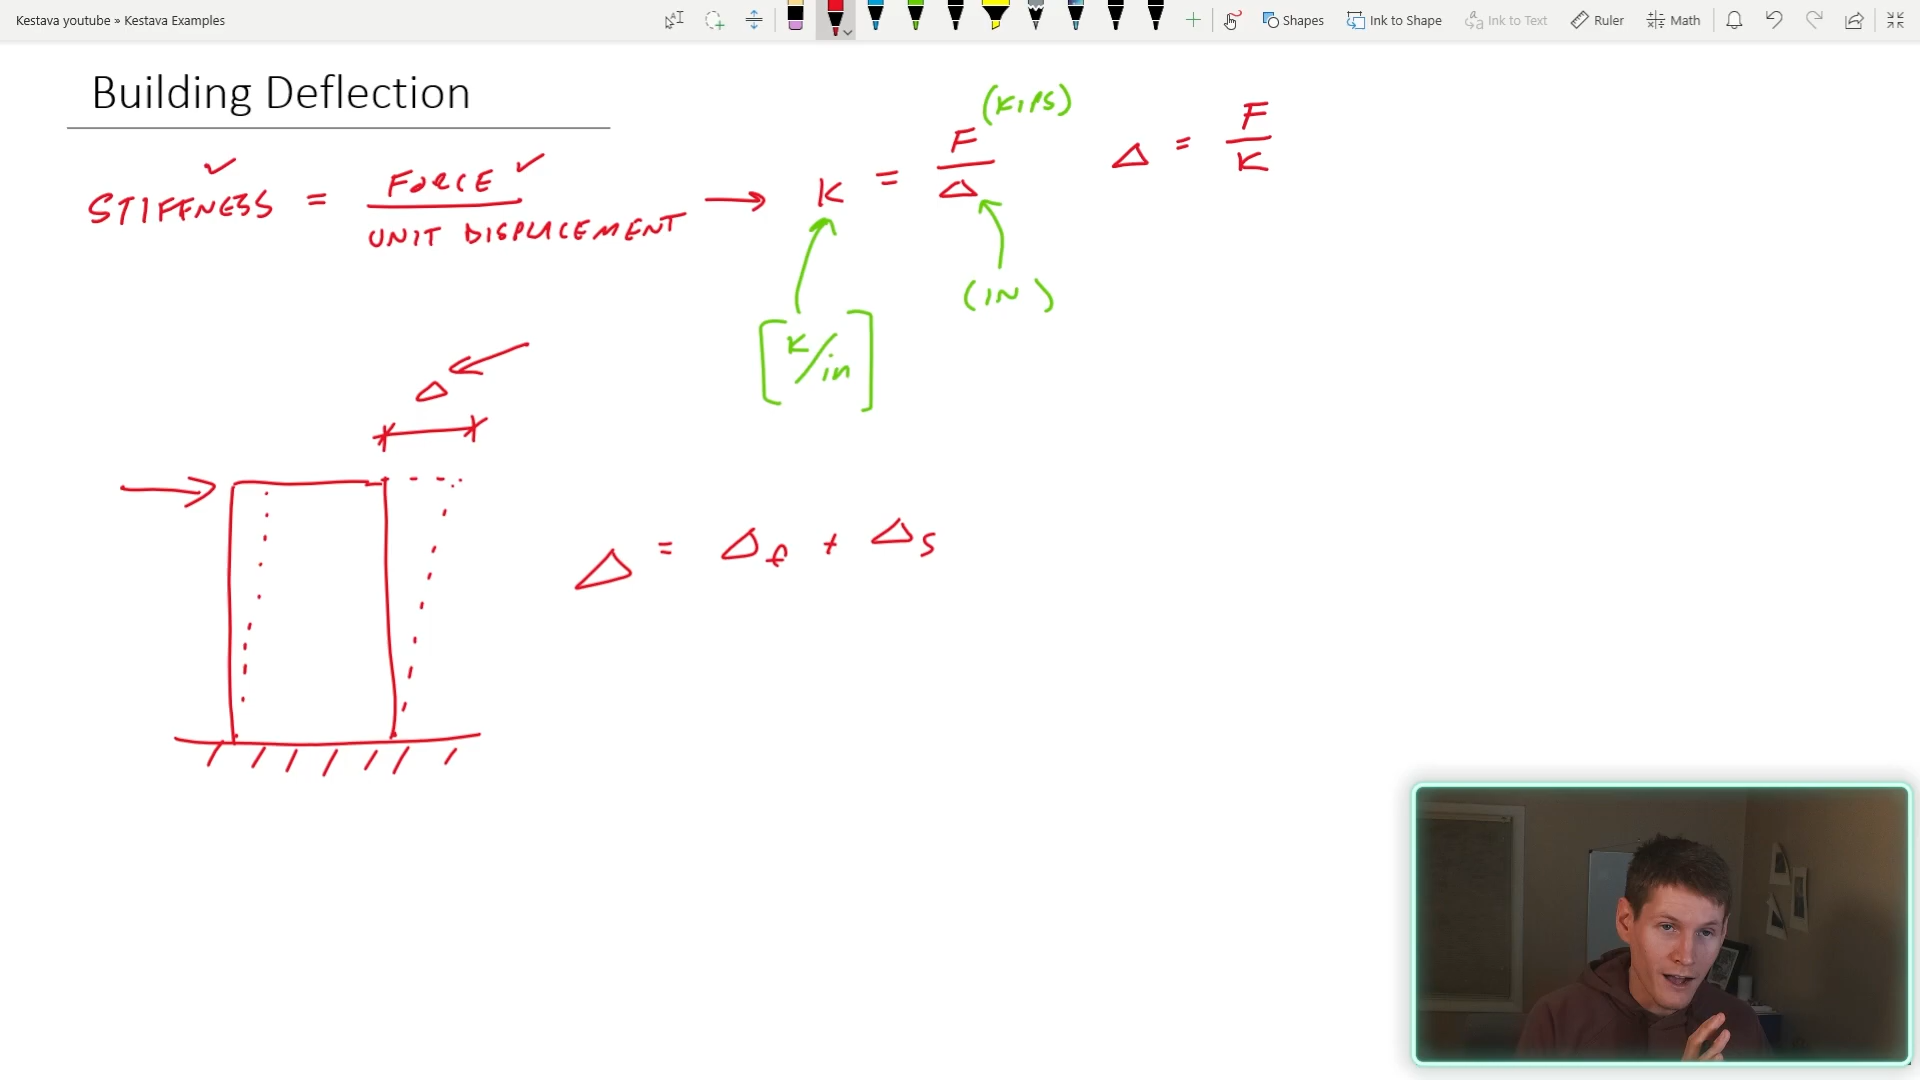 Kestava youtube » Kestava Examples
Shapes
Ink to Shape
Ink to Text
Ruler
Math
Building Deflection
STIFFNESS = FORCE / UNIT DISPLACEMENT → K = F / Δ
(KIPS)
Δ = F / K
(IN)
[K/in]
Δ
Δ = Δf + Δs